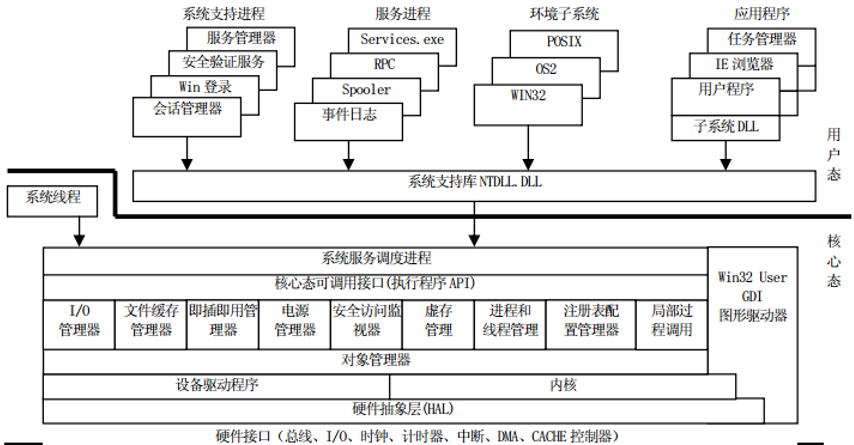 系统支持进程
服务进程
环境子系统
应用程序
服务管理器
安全验证服务
Win 登录
会话管理器
Services.exe
RPC
Spooler
事件日志
POSIX
OS2
WIN32
任务管理器
IE 浏览器
用户程序
子系统 DLL
用户态
系统支持库 NTDLL.DLL
系统线程
核心态
系统服务调度进程
核心态可调用接口(执行程序 API)
I/O
管理器
文件缓存
管理器
即插即用管
理器
电源
管理器
安全访问监
视器
虚存
管理
进程和
线程管理
注册表配
置管理器
局部过
程调用
Win32 User
GDI
图形驱动器
对象管理器
设备驱动程序
内核
硬件抽象层(HAL)
硬件接口（总线、I/O、时钟、计时器、中断、DMA、CACHE 控制器）